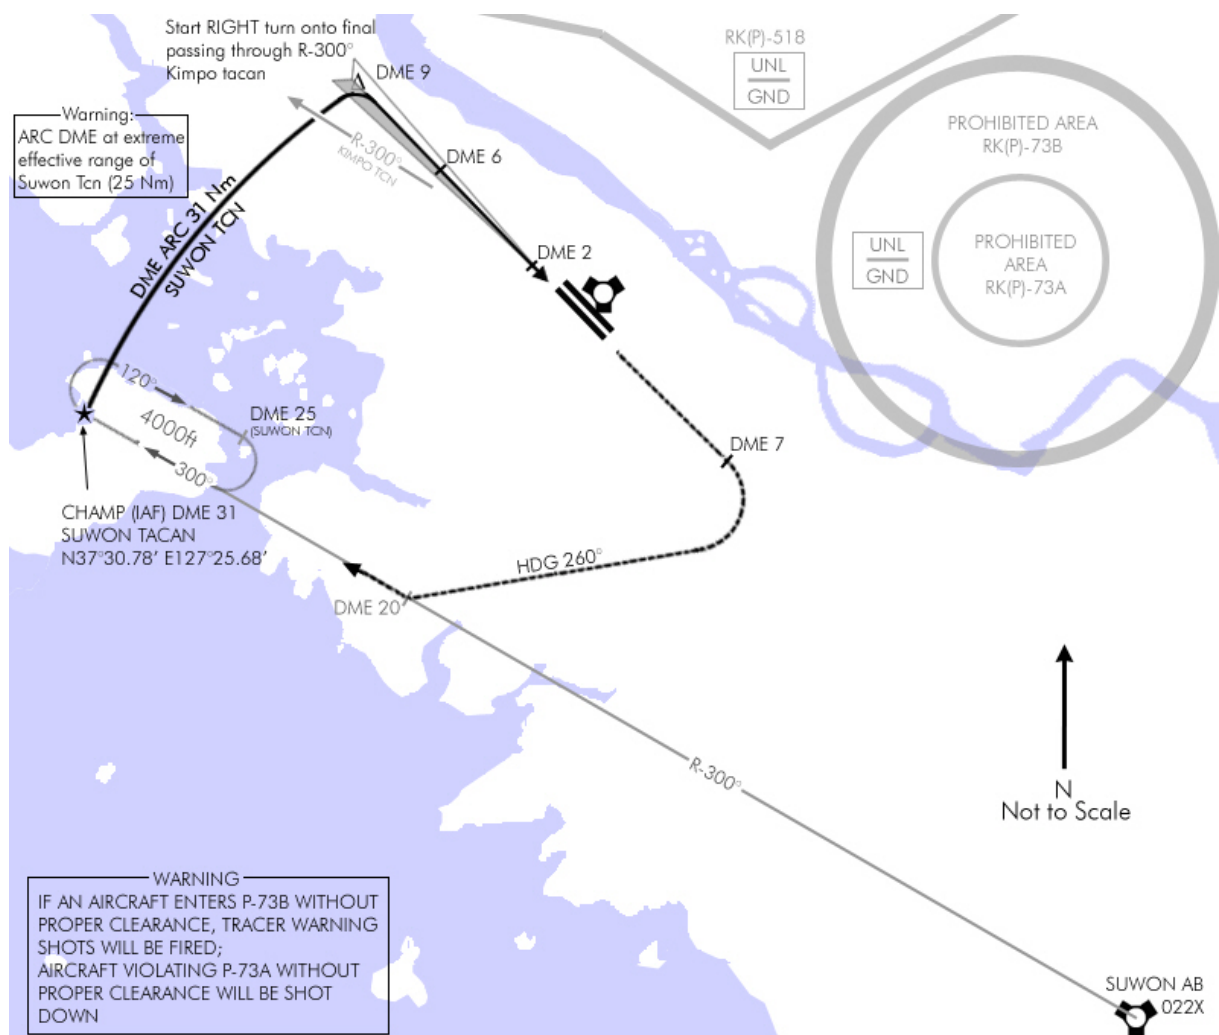 Start RIGHT turn onto final
passing through R-300°
Kimpo tacan
RK(P)-518
UNL
GND
DME 9
Warning:
ARC DME at extreme
effective range of
Suwon Tcn (25 Nm)
R-300°
KIMPO TCN
DME 6
PROHIBITED AREA
RK(P)-73B
DME ARC 31 Nm
SUWON TCN
DME 2
UNL
GND
PROHIBITED
AREA
RK(P)-73A
120°
4000ft
300°
DME 25
(SUWON TCN)
DME 7
CHAMP (IAF) DME 31
SUWON TACAN
N37°30.78’ E127°25.68’
HDG 260°
DME 20
R-300°
N
Not to Scale
WARNING
IF AN AIRCRAFT ENTERS P-73B WITHOUT
PROPER CLEARANCE, TRACER WARNING
SHOTS WILL BE FIRED;
AIRCRAFT VIOLATING P-73A WITHOUT
PROPER CLEARANCE WILL BE SHOT
DOWN
SUWON AB
022X